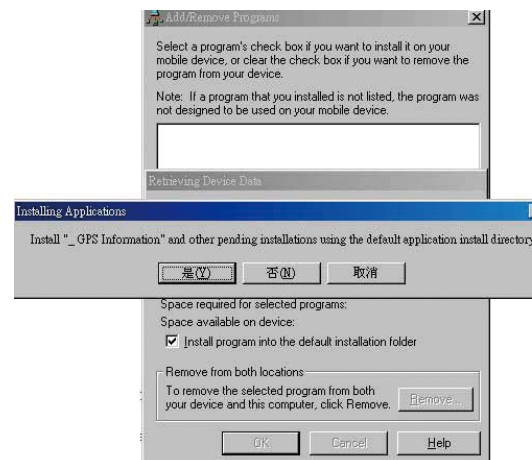 Add/Remove Programs
Select a program's check box if you want to install it on your
mobile device, or clear the check box if you want to remove the
program from your device.
Note: If a program that you installed is not listed, the program was
not designed to be used on your mobile device.
Retrieving Device Data
Installing Applications
Install "_ GPS Information" and other pending installations using the default application install directory
是(Y)
否(N)
取消
Space required for selected programs:
Space available on device:
Install program into the default installation folder
Remove from both locations
To remove the selected program from both
your device and this computer, click Remove.
Remove...
OK
Cancel
Help